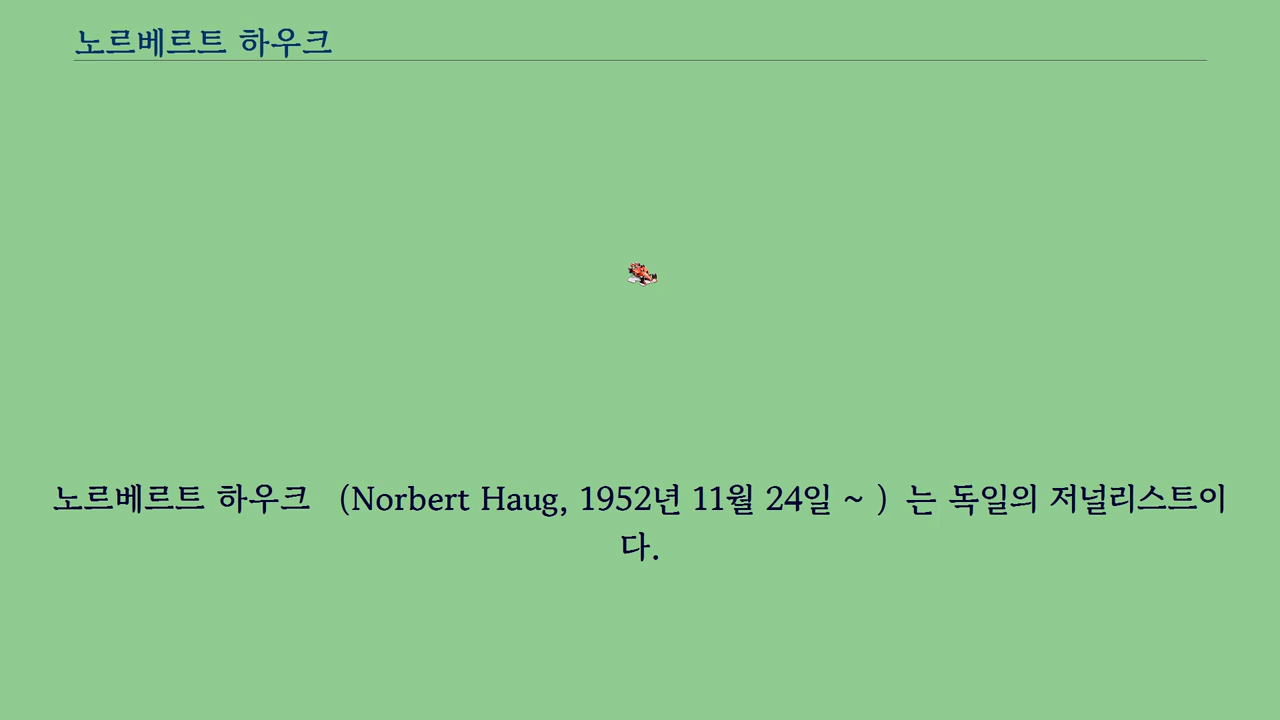 노르베르트 하우크
노르베르트 하우크 (Norbert Haug, 1952년 11월 24일 ~ ) 는 독일의 저널리스트이
다.